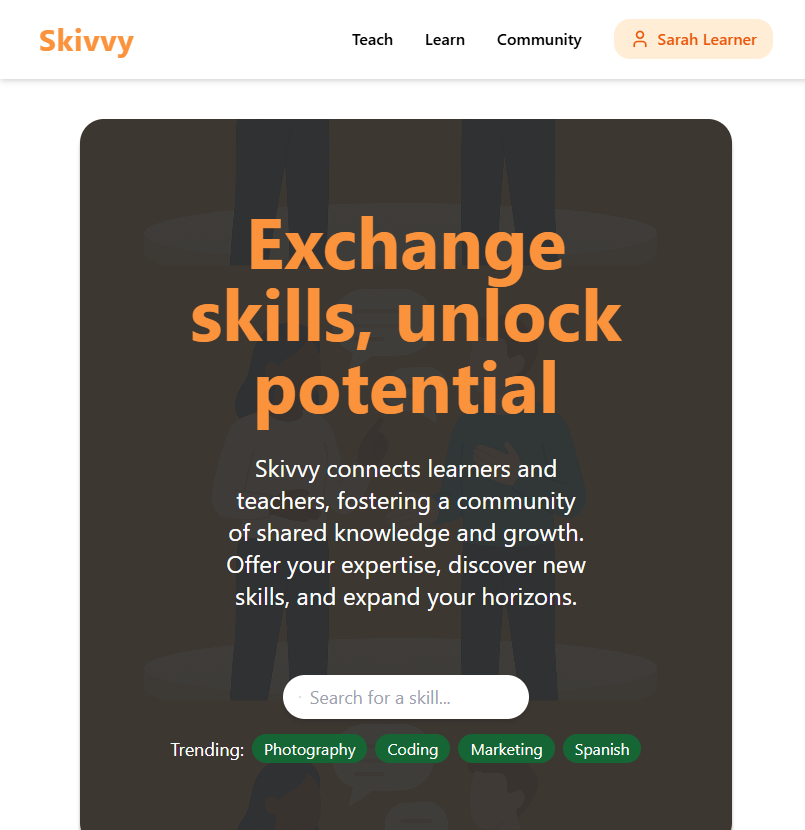 Skivvy
Teach
Learn
Community
Sarah Learner
Exchange
skills, unlock
potential
Skivvy connects learners and
teachers, fostering a community
of shared knowledge and growth.
Offer your expertise, discover new
skills, and expand your horizons.
Search for a skill...
Trending: Photography Coding Marketing Spanish